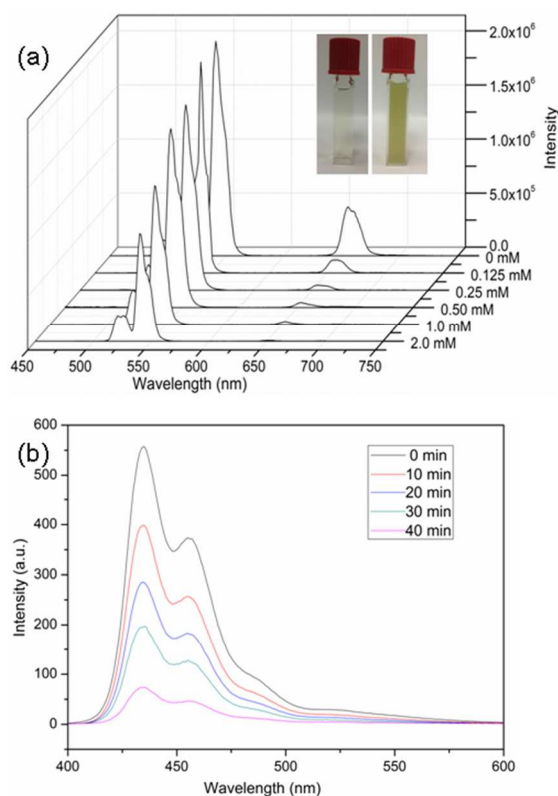 (a)
2.0x10⁶
1.5x10⁶
1.0x10⁶
5.0x10⁵
0.0
Intensity
0 mM
0.125 mM
0.25 mM
0.50 mM
1.0 mM
2.0 mM
450 500 550 600 650 700 750
Wavelength (nm)
(b)
600
500
400
300
200
100
0
Intensity (a.u.)
0 min
10 min
20 min
30 min
40 min
400 450 500 550 600
Wavelength (nm)